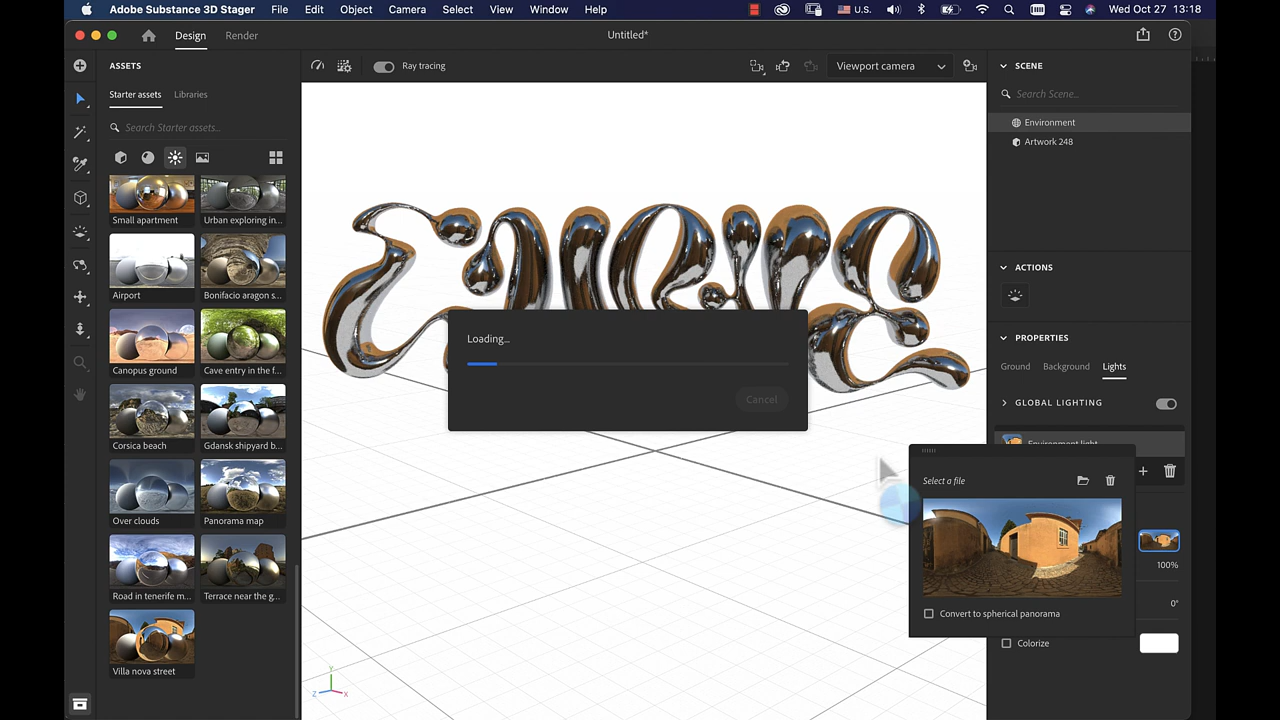 Adobe Substance 3D Stager File Edit Object Camera Select View Window Help U.S. Wed Oct 27 13:18
Design Render Untitled*
ASSETS
Starter assets Libraries
Search Starter assets...
Small apartment Urban exploring in...
Airport Bonifacio aragon s...
Canopus ground Cave entry in the f...
Corsica beach Gdansk shipyard b...
Over clouds Panorama map
Road in tenerife m... Terrace near the g...
Villa nova street
Ray tracing Viewport camera
Loading...
Cancel
Z Y X
SCENE
Search Scene...
Environment
Artwork 248
ACTIONS
PROPERTIES
Ground Background Lights
GLOBAL LIGHTING
Environment light
Select a file
Convert to spherical panorama
100%
0°
Colorize